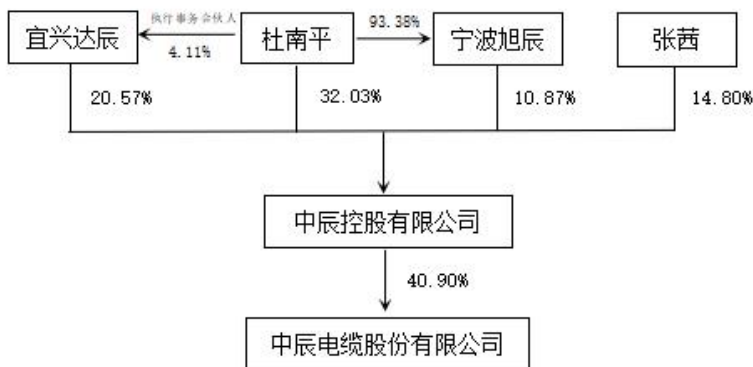 宜兴达辰
执行事务合伙人
4.11%
杜南平
93.38%
宁波旭辰
张茜
20.57%
32.03%
10.87%
14.80%
中辰控股有限公司
40.90%
中辰电缆股份有限公司